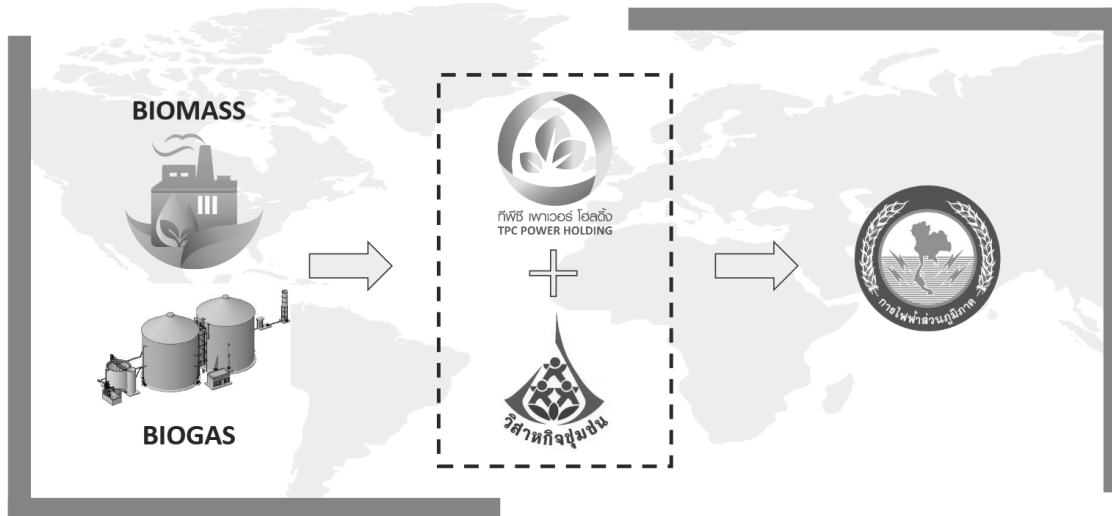 BIOMASS
BIOGAS
ทีพีซี เพาเวอร์ โฮลดิ้ง
TPC POWER HOLDING
วิสาหกิจชุมชน
การไฟฟ้าส่วนภูมิภาค